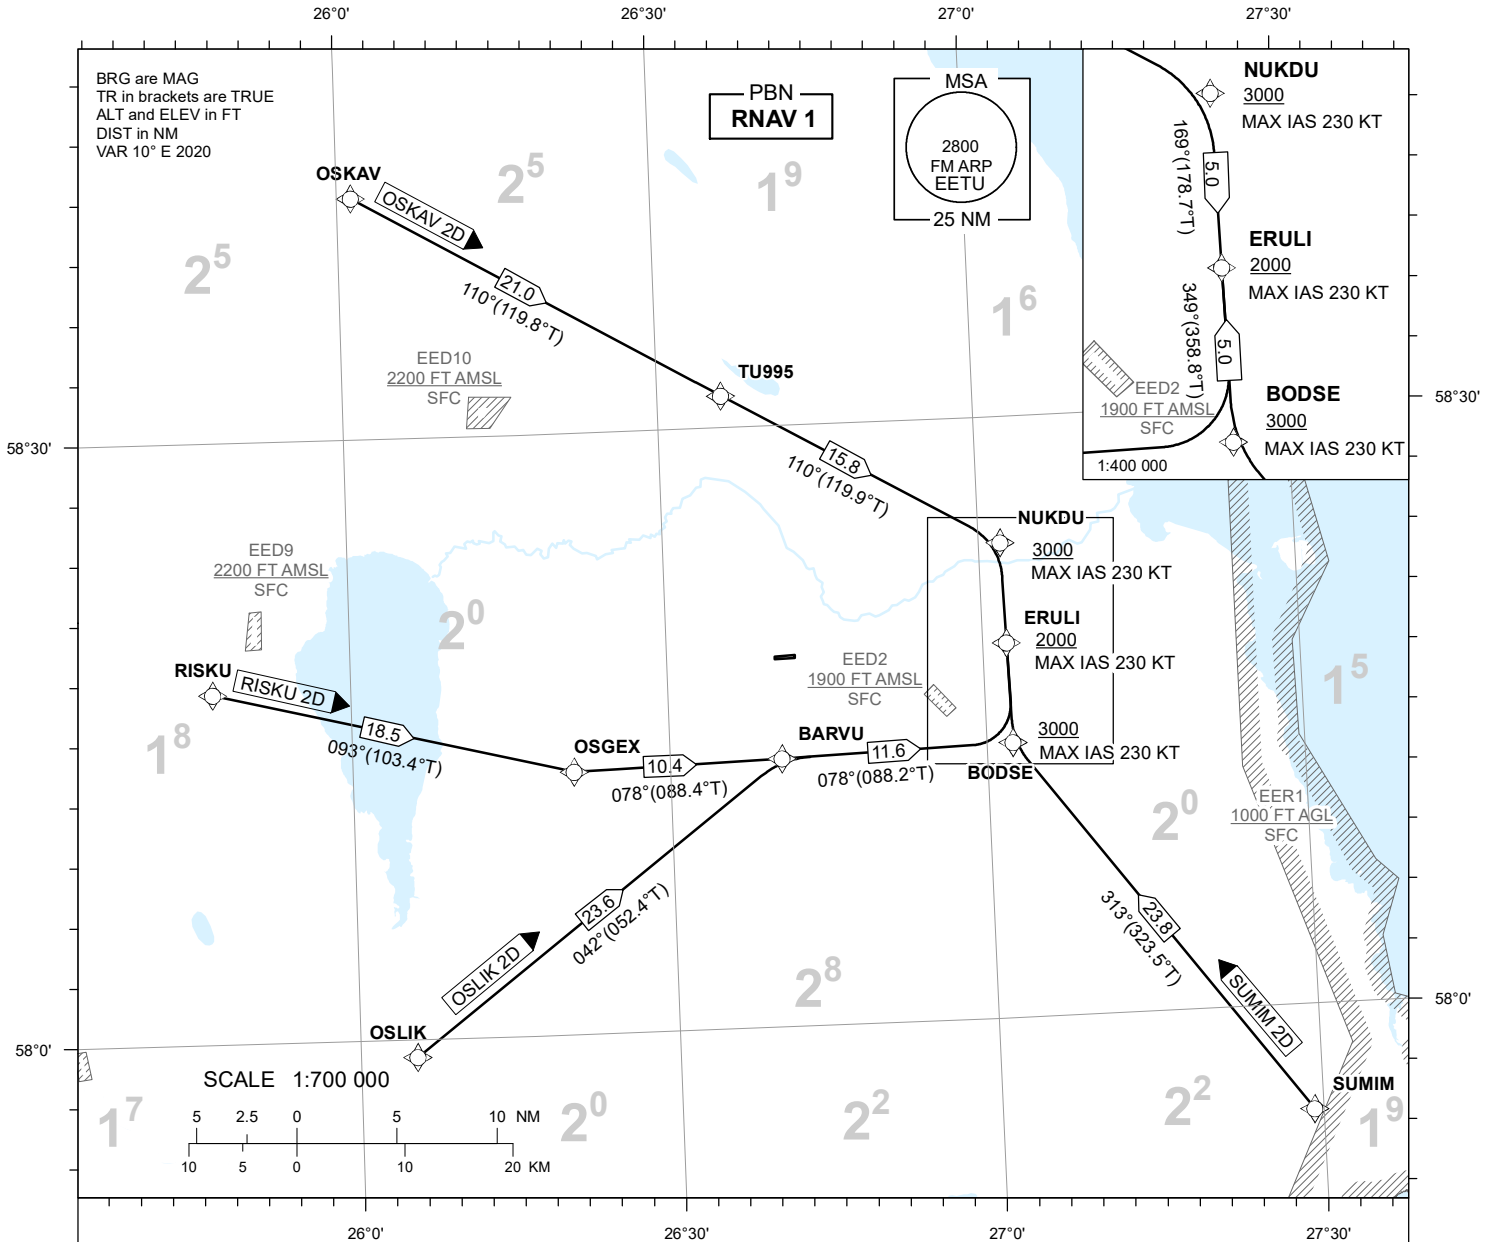 26°0'
26°30'
27°0'
27°30'
BRG are MAG
TR in brackets are TRUE
ALT and ELEV in FT
DIST in NM
VAR 10° E 2020
PBN
RNAV 1
MSA
2800
FM ARP
EETU
25 NM
NUKDU
3000
MAX IAS 230 KT
169°(178.7°T)
5.0
ERULI
2000
MAX IAS 230 KT
349°(358.8°T)
5.0
BODSE
3000
MAX IAS 230 KT
EED2
1900 FT AMSL
SFC
1:400 000
58°30'
OSKAV
OSKAV 2D
2⁵
1⁹
2⁵
21.0
110°(119.8°T)
1⁶
EED10
2200 FT AMSL
SFC
TU995
58°30'
15.8
110°(119.9°T)
NUKDU
3000
MAX IAS 230 KT
EED9
2200 FT AMSL
SFC
2⁰
ERULI
2000
MAX IAS 230 KT
EED2
1900 FT AMSL
SFC
1⁵
RISKU
RISKU 2D
1⁸
18.5
093°(103.4°T)
OSGEX
10.4
078°(088.4°T)
BARVU
11.6
078°(088.2°T)
3000
MAX IAS 230 KT
BODSE
EER1
1000 FT AGL
SFC
2⁰
23.6
042°(052.4°T)
23.8
313°(323.5°T)
OSLIK 2D
2⁸
SUMIM 2D
58°0'
OSLIK
58°0'
SUMIM
SCALE 1:700 000
5 2.5 0 5 10 NM
10 5 0 10 20 KM
1⁷
2⁰
2²
2²
1⁹
26°0'
26°30'
27°0'
27°30'